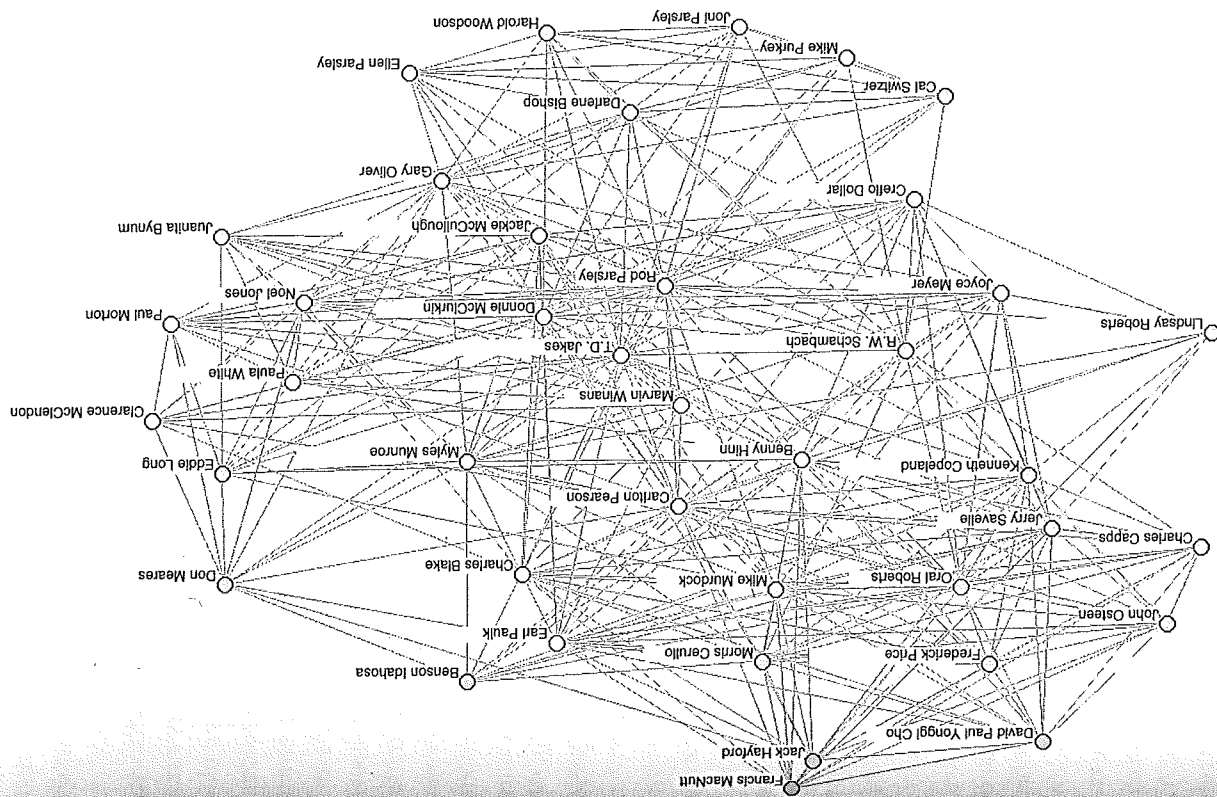 Francis MacNutt
Jack Hayford
David Paul Yonggi Cho
Benson Idahosa
Frederick Price
Morris Cerullo
Earl Paulk
John Osteen
Oral Roberts
Mike Murdock
Don Meares
Charles Blake
Charles Capps
Jerry Savelle
Carlton Pearson
Kenneth Copeland
Eddie Long
Myles Munroe
Benny Hinn
Clarence McClendon
Marvin Winans
Paula White
T.D. Jakes
R.W. Schambach
Lindsay Roberts
Paul Morton
Donnie McClurkin
Noel Jones
Joyce Meyer
Rod Parsley
Juanita Bynum
Jackie McCullough
Creflo Dollar
Gary Oliver
Darlene Bishop
Cal Switzer
Ellen Parsley
Mike Purkey
Harold Woodson
Joni Parsley